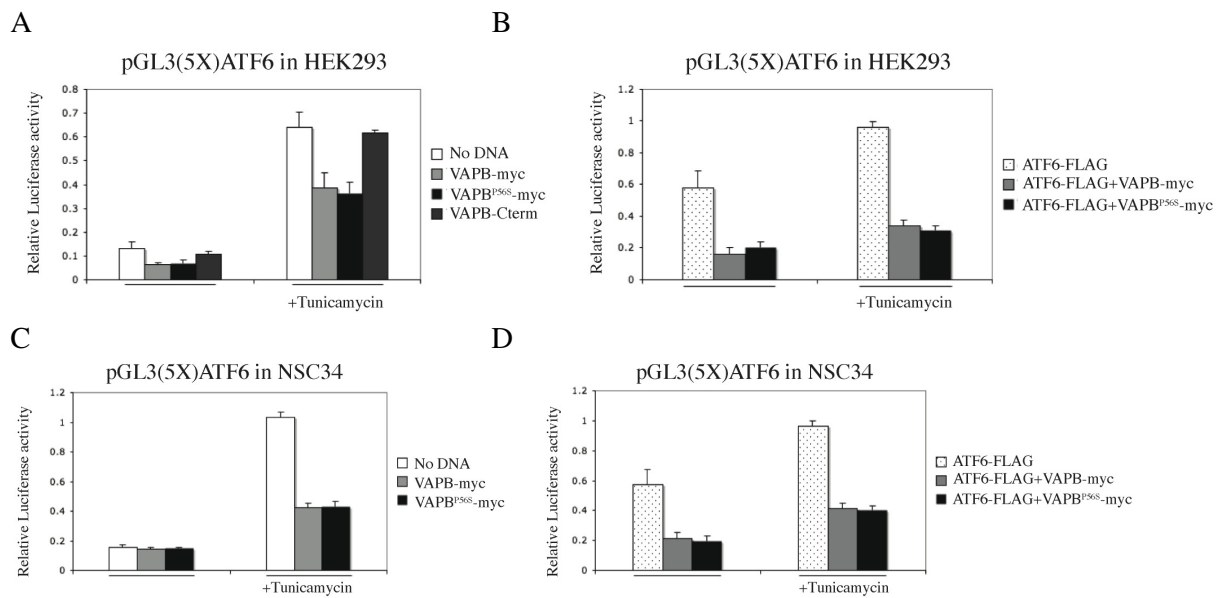 A
pGL3(5X)ATF6 in HEK293
Relative Luciferase activity
0.8
0.7
0.6
0.5
0.4
0.3
0.2
0.1
0
+Tunicamycin
No DNA
VAPB-myc
VAPBP56S-myc
VAPB-Cterm
B
pGL3(5X)ATF6 in HEK293
Relative Luciferase activity
1.2
1
0.8
0.6
0.4
0.2
0
+Tunicamycin
ATF6-FLAG
ATF6-FLAG+VAPB-myc
ATF6-FLAG+VAPBP56S-myc
C
pGL3(5X)ATF6 in NSC34
Relative Luciferase activity
1.2
1
0.8
0.6
0.4
0.2
0
+Tunicamycin
No DNA
VAPB-myc
VAPBP56S-myc
D
pGL3(5X)ATF6 in NSC34
Relative Luciferase activity
1.2
1
0.8
0.6
0.4
0.2
0
+Tunicamycin
ATF6-FLAG
ATF6-FLAG+VAPB-myc
ATF6-FLAG+VAPBP56S-myc